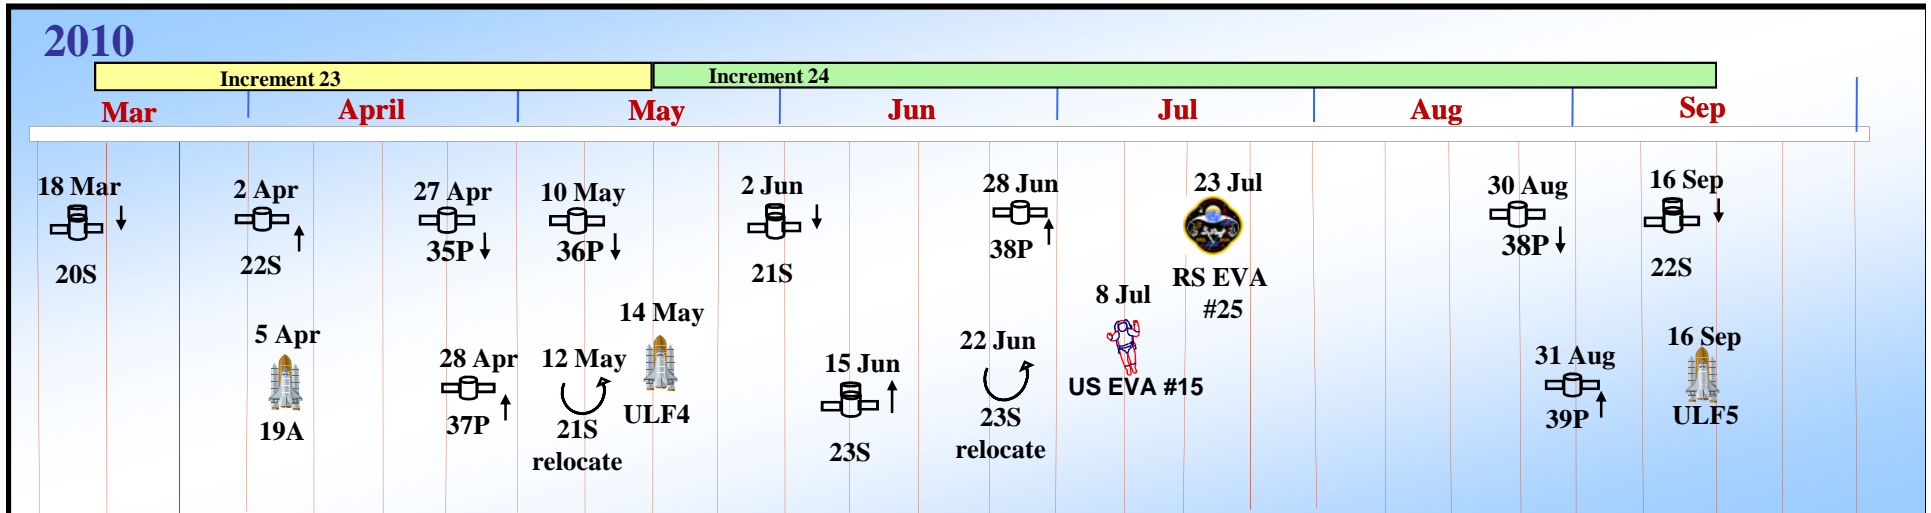 2010
Increment 23
Increment 24
Mar April May Jun Jul Aug Sep
18 Mar
20S
2 Apr
22S
27 Apr
35P
10 May
36P
2 Jun
21S
28 Jun
38P
23 Jul
RS EVA
#25
30 Aug
38P
16 Sep
22S
5 Apr
19A
28 Apr
37P
12 May
21S
relocate
14 May
ULF4
15 Jun
23S
22 Jun
23S
relocate
8 Jul
US EVA #15
31 Aug
39P
16 Sep
ULF5